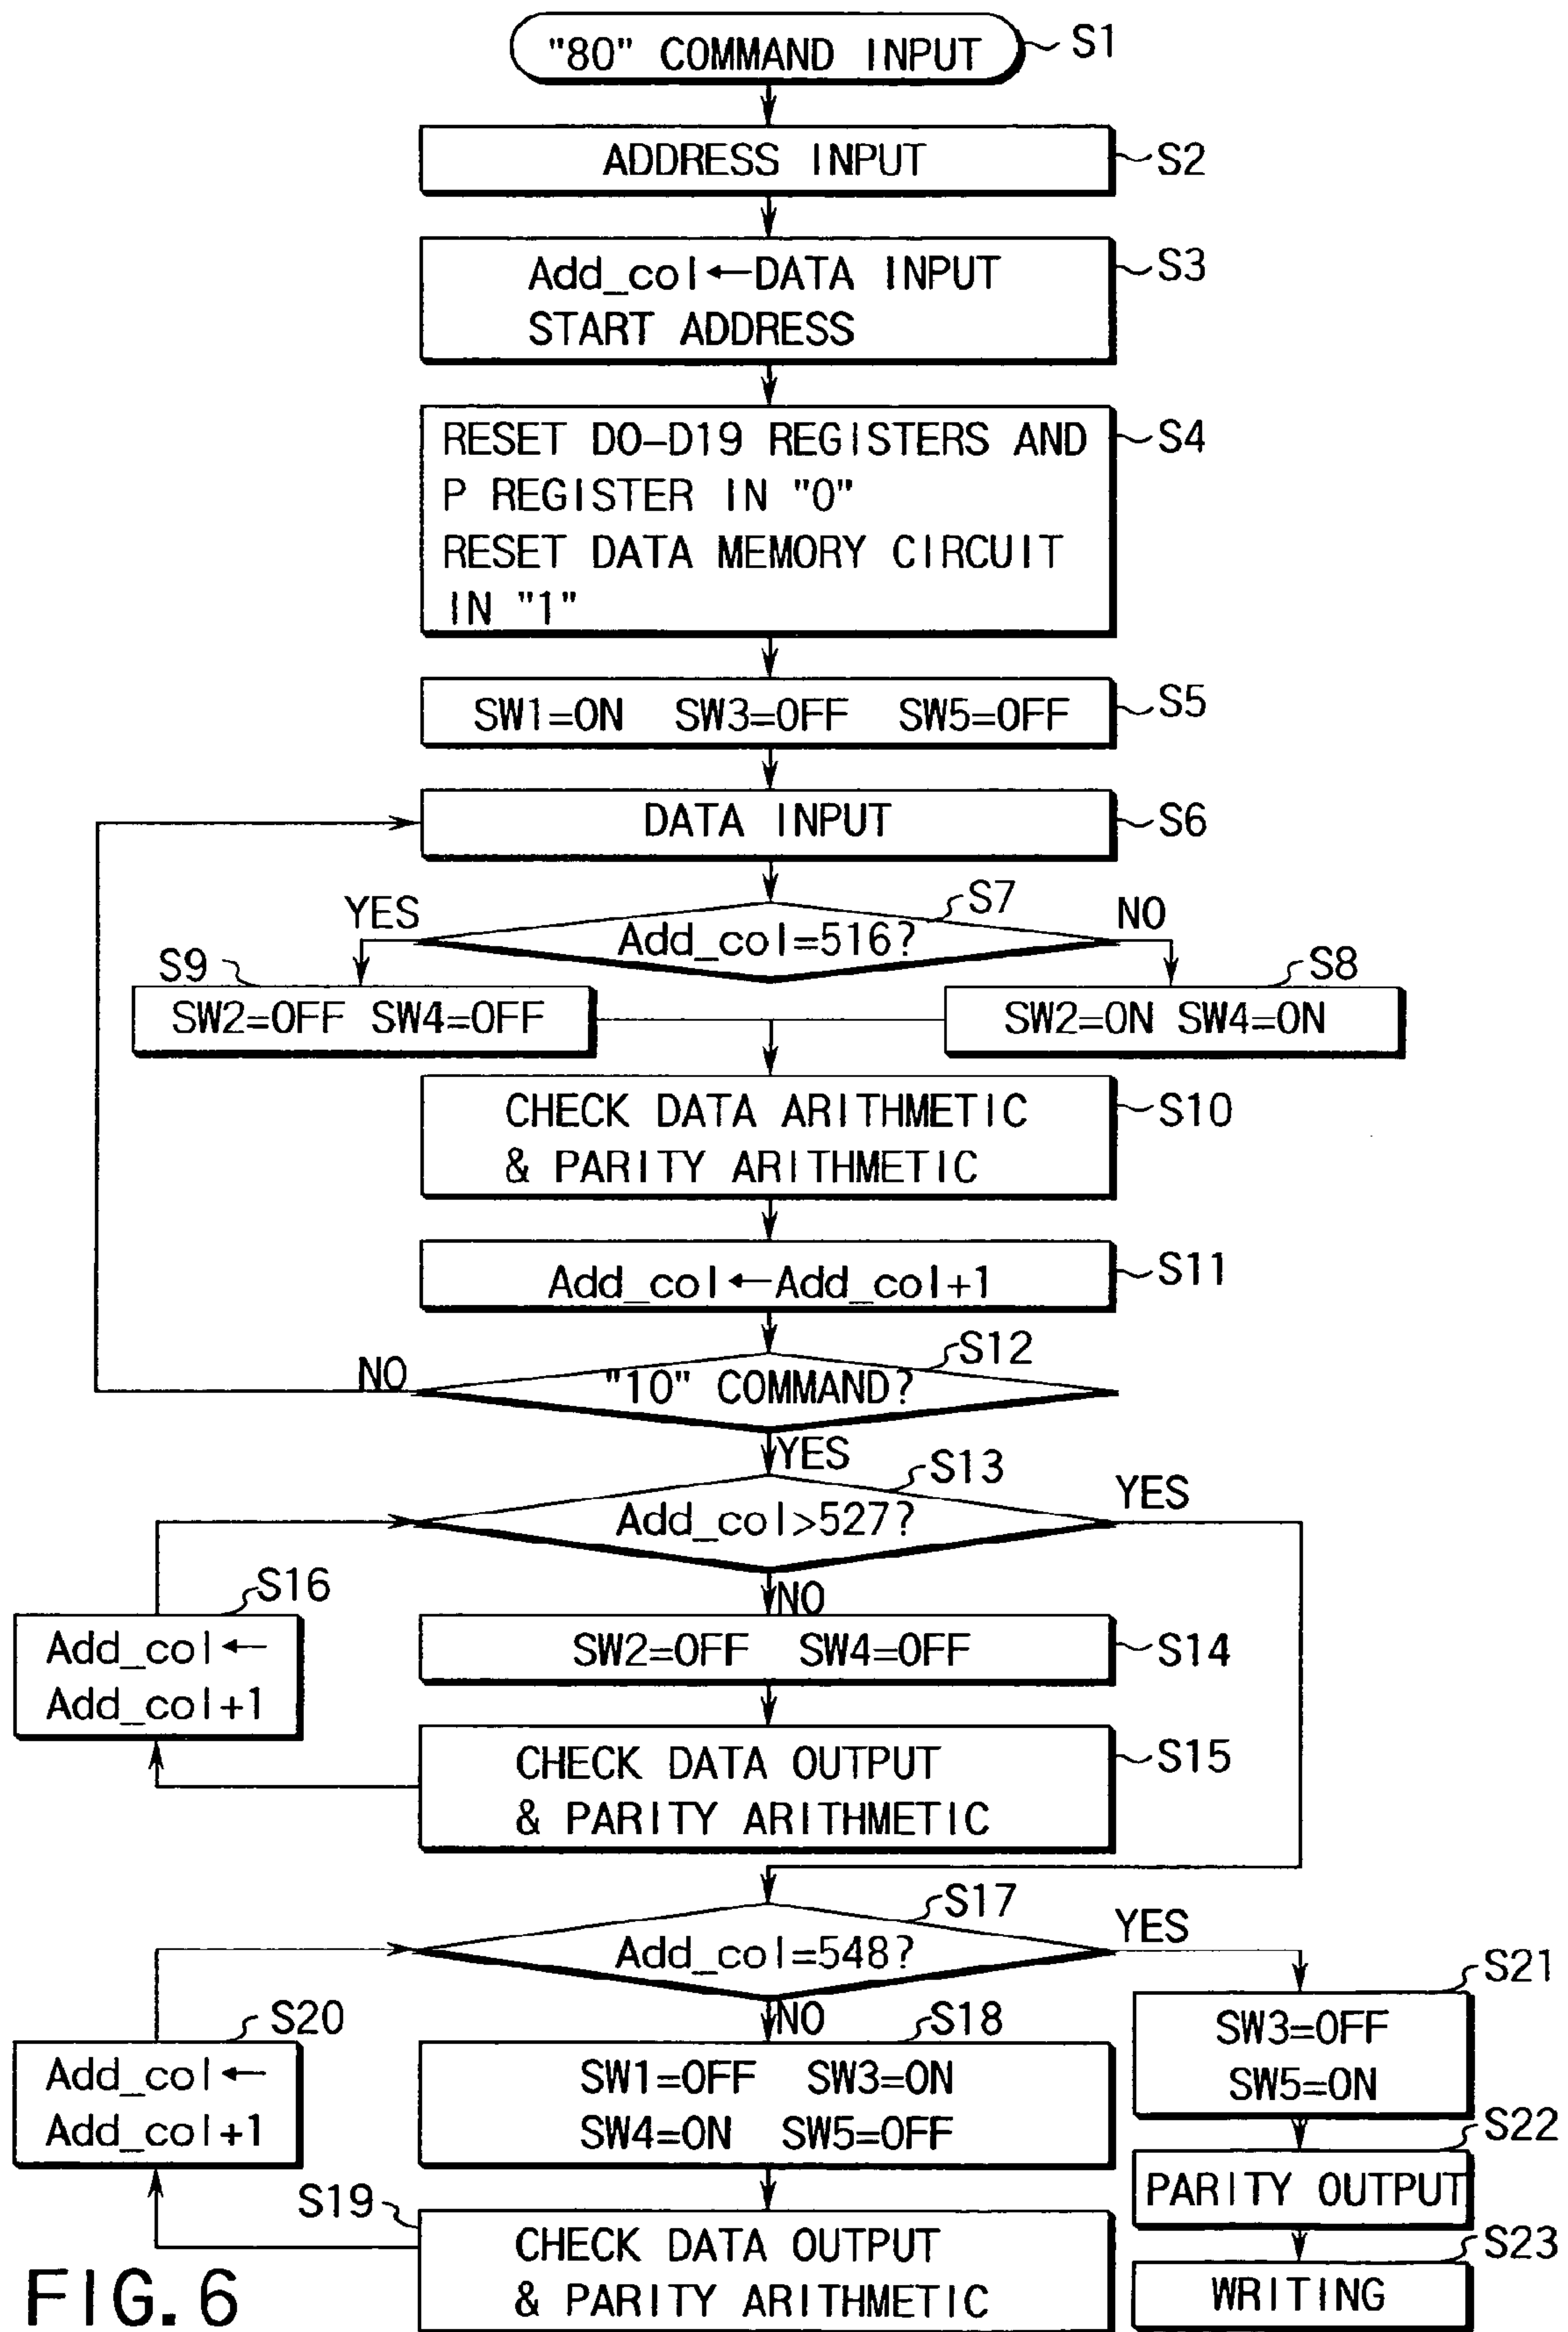 "80" COMMAND INPUT
S1
ADDRESS INPUT
S2
Add_col←DATA INPUT
START ADDRESS
S3
RESET D0-D19 REGISTERS AND
P REGISTER IN "0"
RESET DATA MEMORY CIRCUIT
IN "1"
S4
SW1=ON SW3=OFF SW5=OFF
S5
DATA INPUT
S6
S7
YES
Add_col=516?
NO
S9
SW2=OFF SW4=OFF
S8
SW2=ON SW4=ON
CHECK DATA ARITHMETIC
& PARITY ARITHMETIC
S10
Add_col←Add_col+1
S11
S12
NO
"10" COMMAND?
YES
S13
Add_col>527?
YES
NO
S16
Add_col←
Add_col+1
SW2=OFF SW4=OFF
S14
CHECK DATA OUTPUT
& PARITY ARITHMETIC
S15
S17
Add_col=548?
YES
NO
S20
Add_col←
Add_col+1
S18
SW1=OFF SW3=ON
SW4=ON SW5=OFF
S21
SW3=OFF
SW5=ON
S22
PARITY OUTPUT
S19
CHECK DATA OUTPUT
& PARITY ARITHMETIC
S23
WRITING
FIG. 6